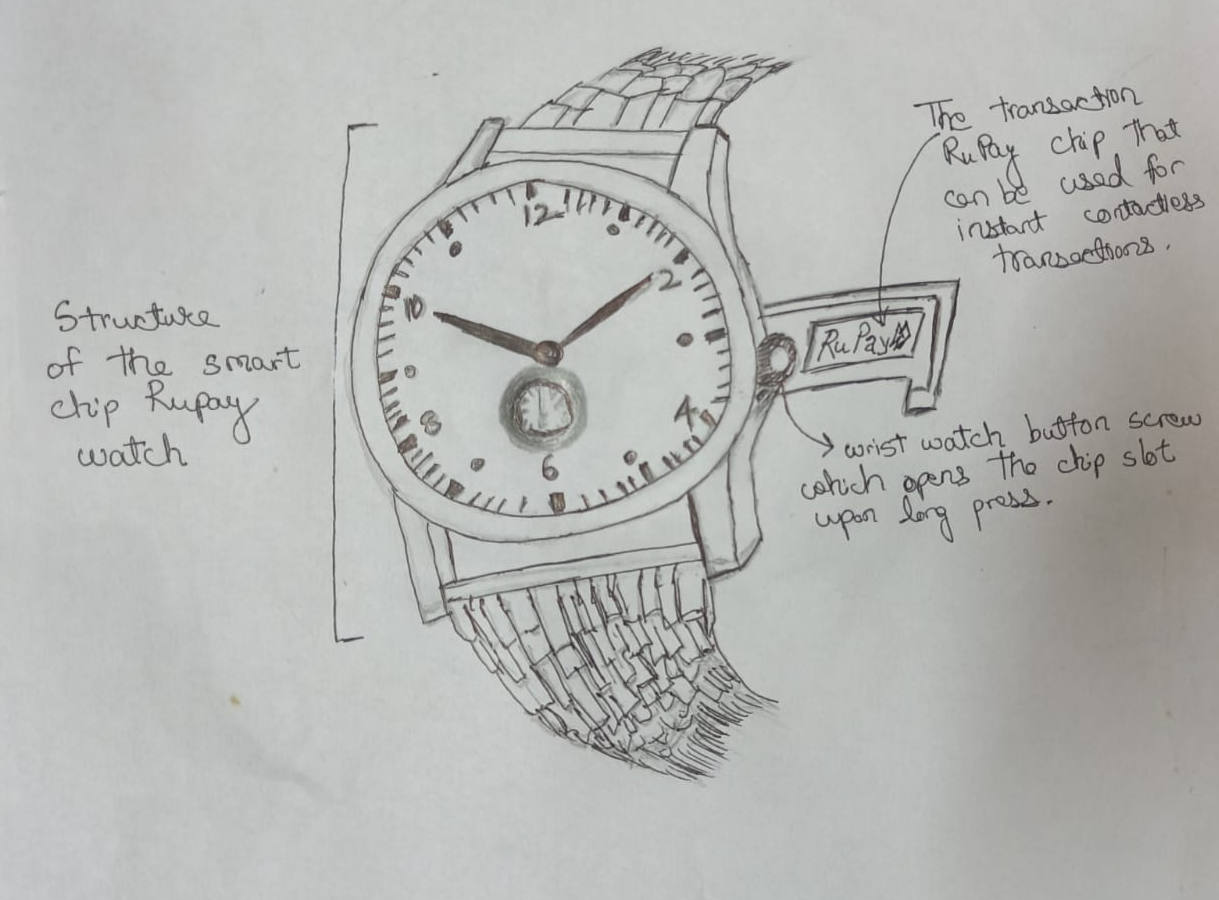 The transaction
RuPay chip that
can be used for
instant contactless
transactions.
Structure
of the smart
chip Rupay
watch
12
2
4
6
8
10
RuPay
wrist watch button screw
which opens the chip slot
upon long press.